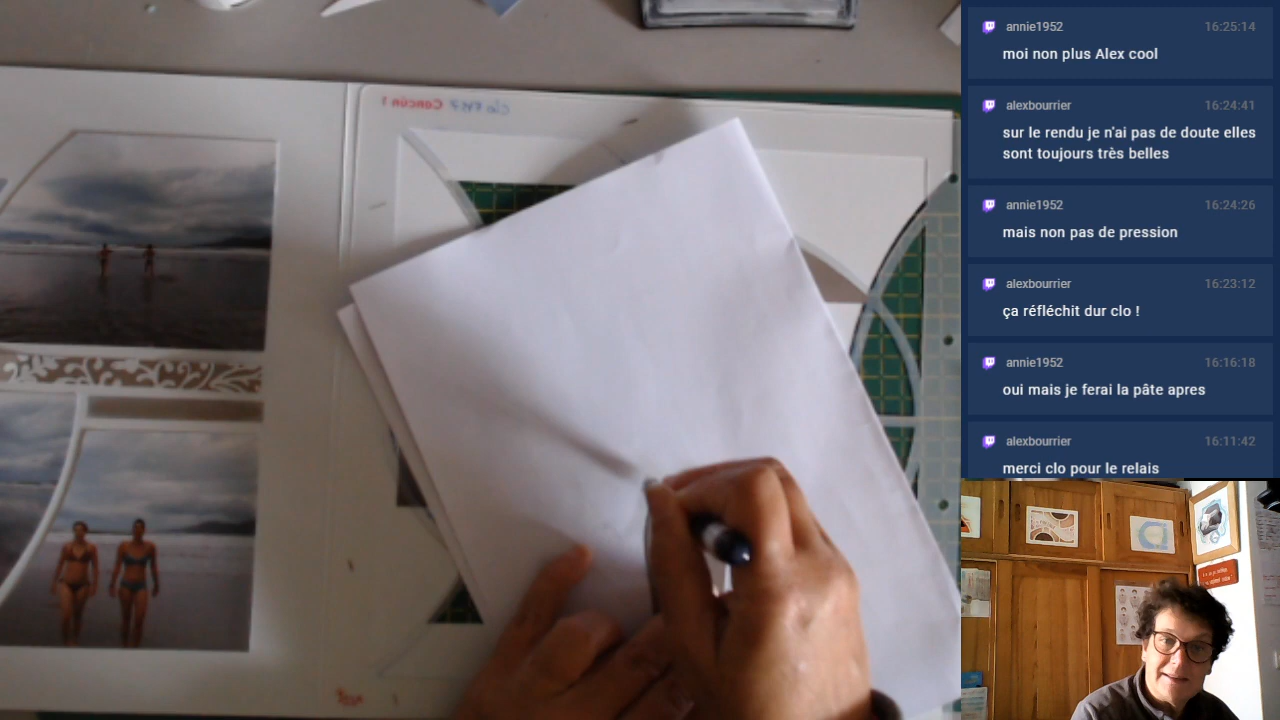 annie1952 16:25:14
moi non plus Alex cool
alexbourrier 16:24:41
sur le rendu je n'ai pas de doute elles
sont toujours très belles
annie1952 16:24:26
mais non pas de pression
alexbourrier 16:23:12
ça réfléchit dur clo !
annie1952 16:16:18
oui mais je ferai la pâte apres
alexbourrier 16:11:42
merci clo pour le relais
Cancún !